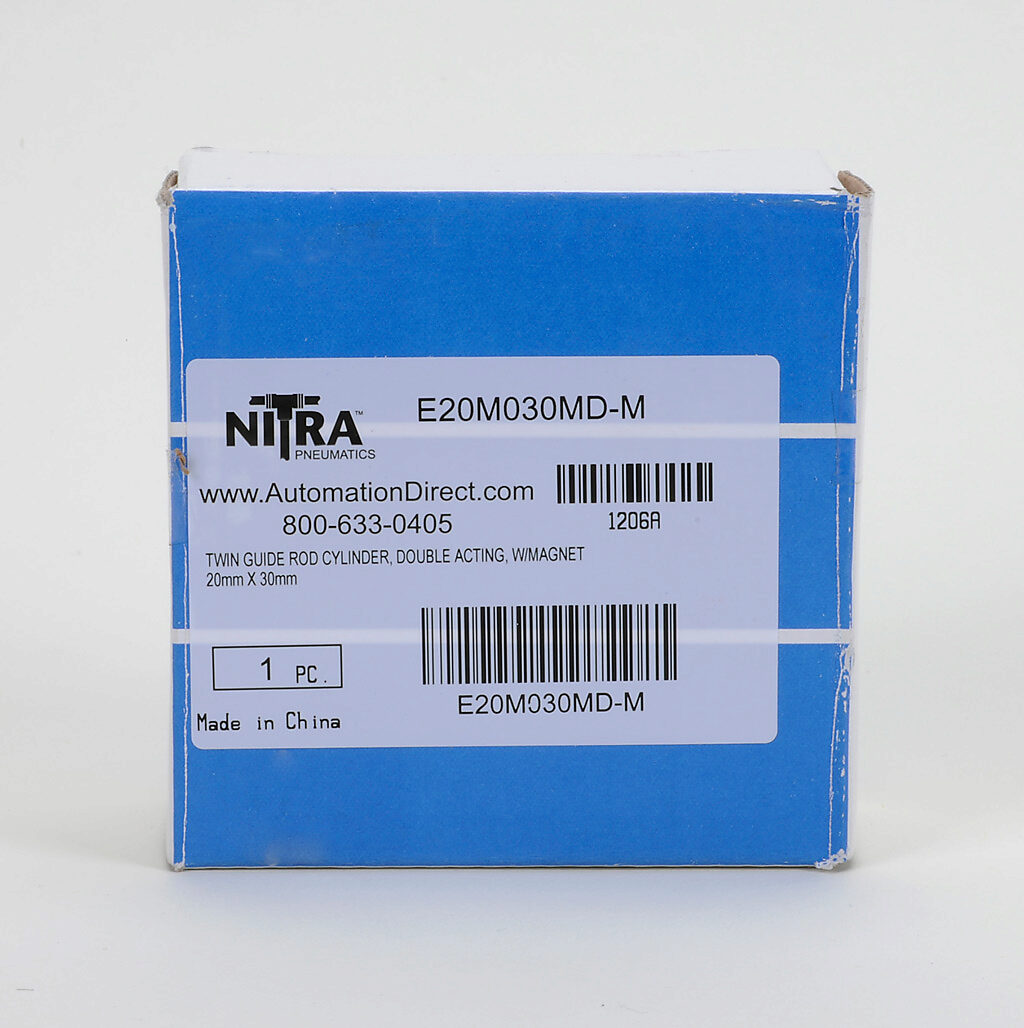 NITRA™
PNEUMATICS
E20M030MD-M
www.AutomationDirect.com
800-633-0405
1206A
TWIN GUIDE ROD CYLINDER, DOUBLE ACTING, W/MAGNET
20mm X 30mm
1 PC.
E20M030MD-M
Made in China